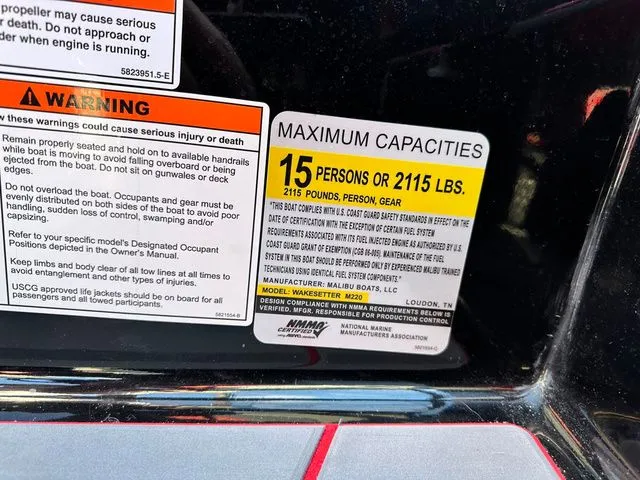 propeller may cause serious
r death. Do not approach or
der when engine is running.
5823951.5-E
WARNING
w these warnings could cause serious injury or death
Remain properly seated and hold on to available handrails
while boat is moving to avoid falling overboard or being
ejected from the boat. Do not sit on gunwales or deck
edges.
Do not overload the boat. Occupants and gear must be
evenly distributed on both sides of the boat to avoid poor
handling, sudden loss of control, swamping and/or
capsizing.
Refer to your specific model's Designated Occupant
Positions depicted in the Owner's Manual.
Keep limbs and body clear of all tow lines at all times to
avoid entanglement and other types of injuries.
USCG approved life jackets should be on board for all
passengers and all towed participants.
5821554-B
MAXIMUM CAPACITIES
15 PERSONS OR 2115 LBS.
2115 POUNDS, PERSON, GEAR
"THIS BOAT COMPLIES WITH U.S. COAST GUARD SAFETY STANDARDS IN EFFECT ON THE
DATE OF CERTIFICATION WITH THE EXCEPTION OF CERTAIN FUEL SYSTEM
REQUIREMENTS ASSOCIATED WITH ITS FUEL INJECTED ENGINE AS AUTHORIZED BY U.S.
COAST GUARD GRANT OF EXEMPTION (CGB 06-005). MAINTENANCE OF THE FUEL
SYSTEM IN THIS BOAT SHOULD BE PERFORMED ONLY BY EXPERIENCED MALIBU TRAINED
TECHNICIANS USING IDENTICAL FUEL SYSTEM COMPONENTS."
MANUFACTURER: MALIBU BOATS, LLC LOUDON, TN
MODEL: WAKESETTER M220
DESIGN COMPLIANCE WITH NMMA REQUIREMENTS BELOW IS
VERIFIED. MFGR. RESPONSIBLE FOR PRODUCTION CONTROL
NMMA
CERTIFIED
NATIONAL MARINE
MANUFACTURERS ASSOCIATION